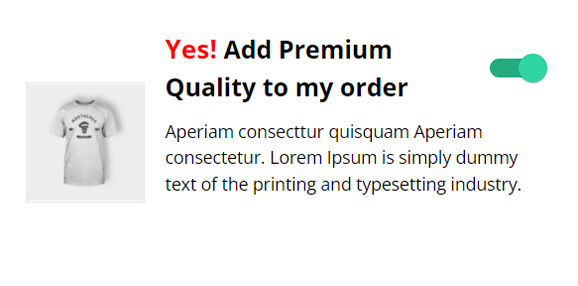 Yes! Add Premium
Quality to my order
Aperiam consecttur quisquam Aperiam
consectetur. Lorem Ipsum is simply dummy
text of the printing and typesetting industry.